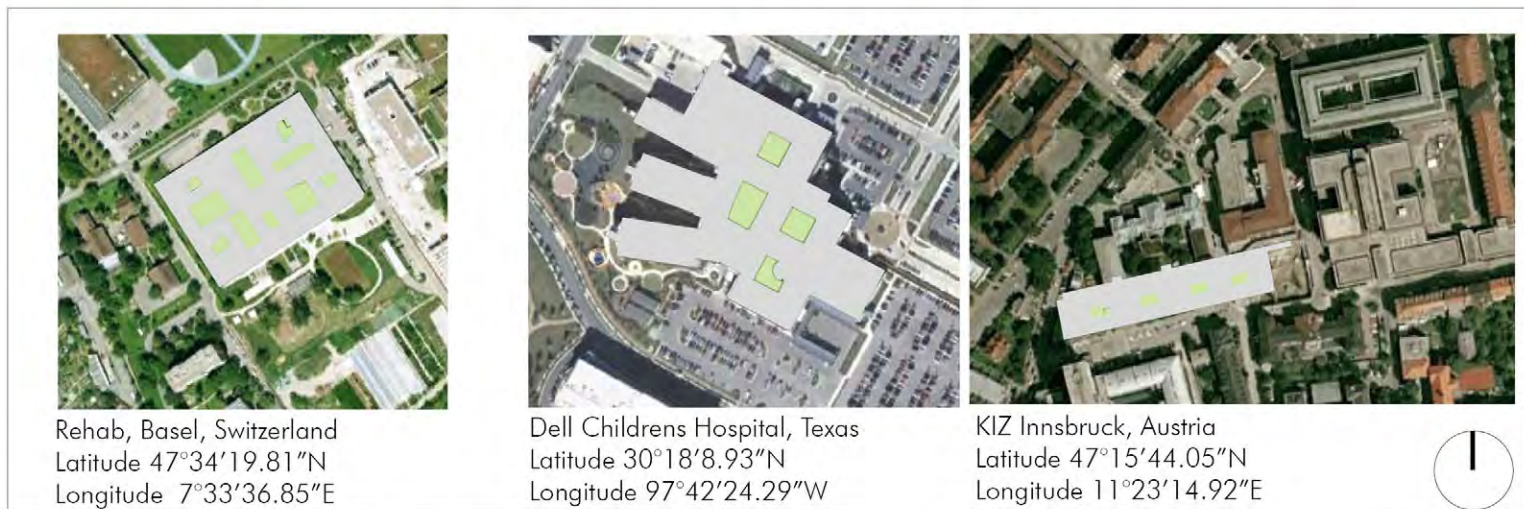 Rehab, Basel, Switzerland
Latitude 47°34’19.81”N
Longitude 7°33’36.85”E
Dell Childrens Hospital, Texas
Latitude 30°18’8.93”N
Longitude 97°42’24.29”W
KIZ Innsbruck, Austria
Latitude 47°15’44.05”N
Longitude 11°23’14.92”E